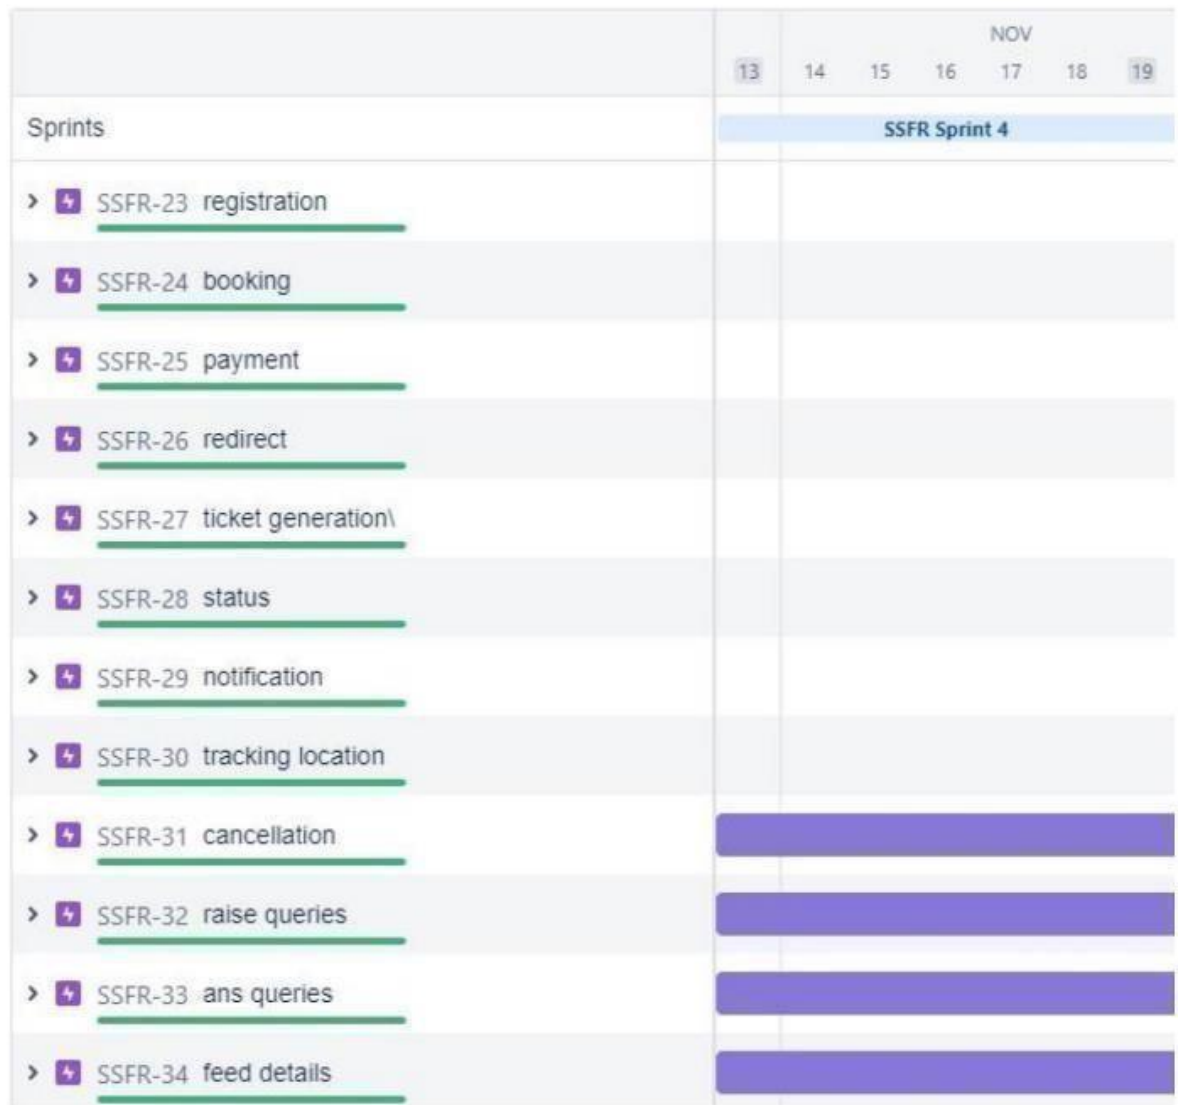 NOV
13 14 15 16 17 18 19
Sprints SSFR Sprint 4
SSFR-23 registration
SSFR-24 booking
SSFR-25 payment
SSFR-26 redirect
SSFR-27 ticket generation\
SSFR-28 status
SSFR-29 notification
SSFR-30 tracking location
SSFR-31 cancellation
SSFR-32 raise queries
SSFR-33 ans queries
SSFR-34 feed details